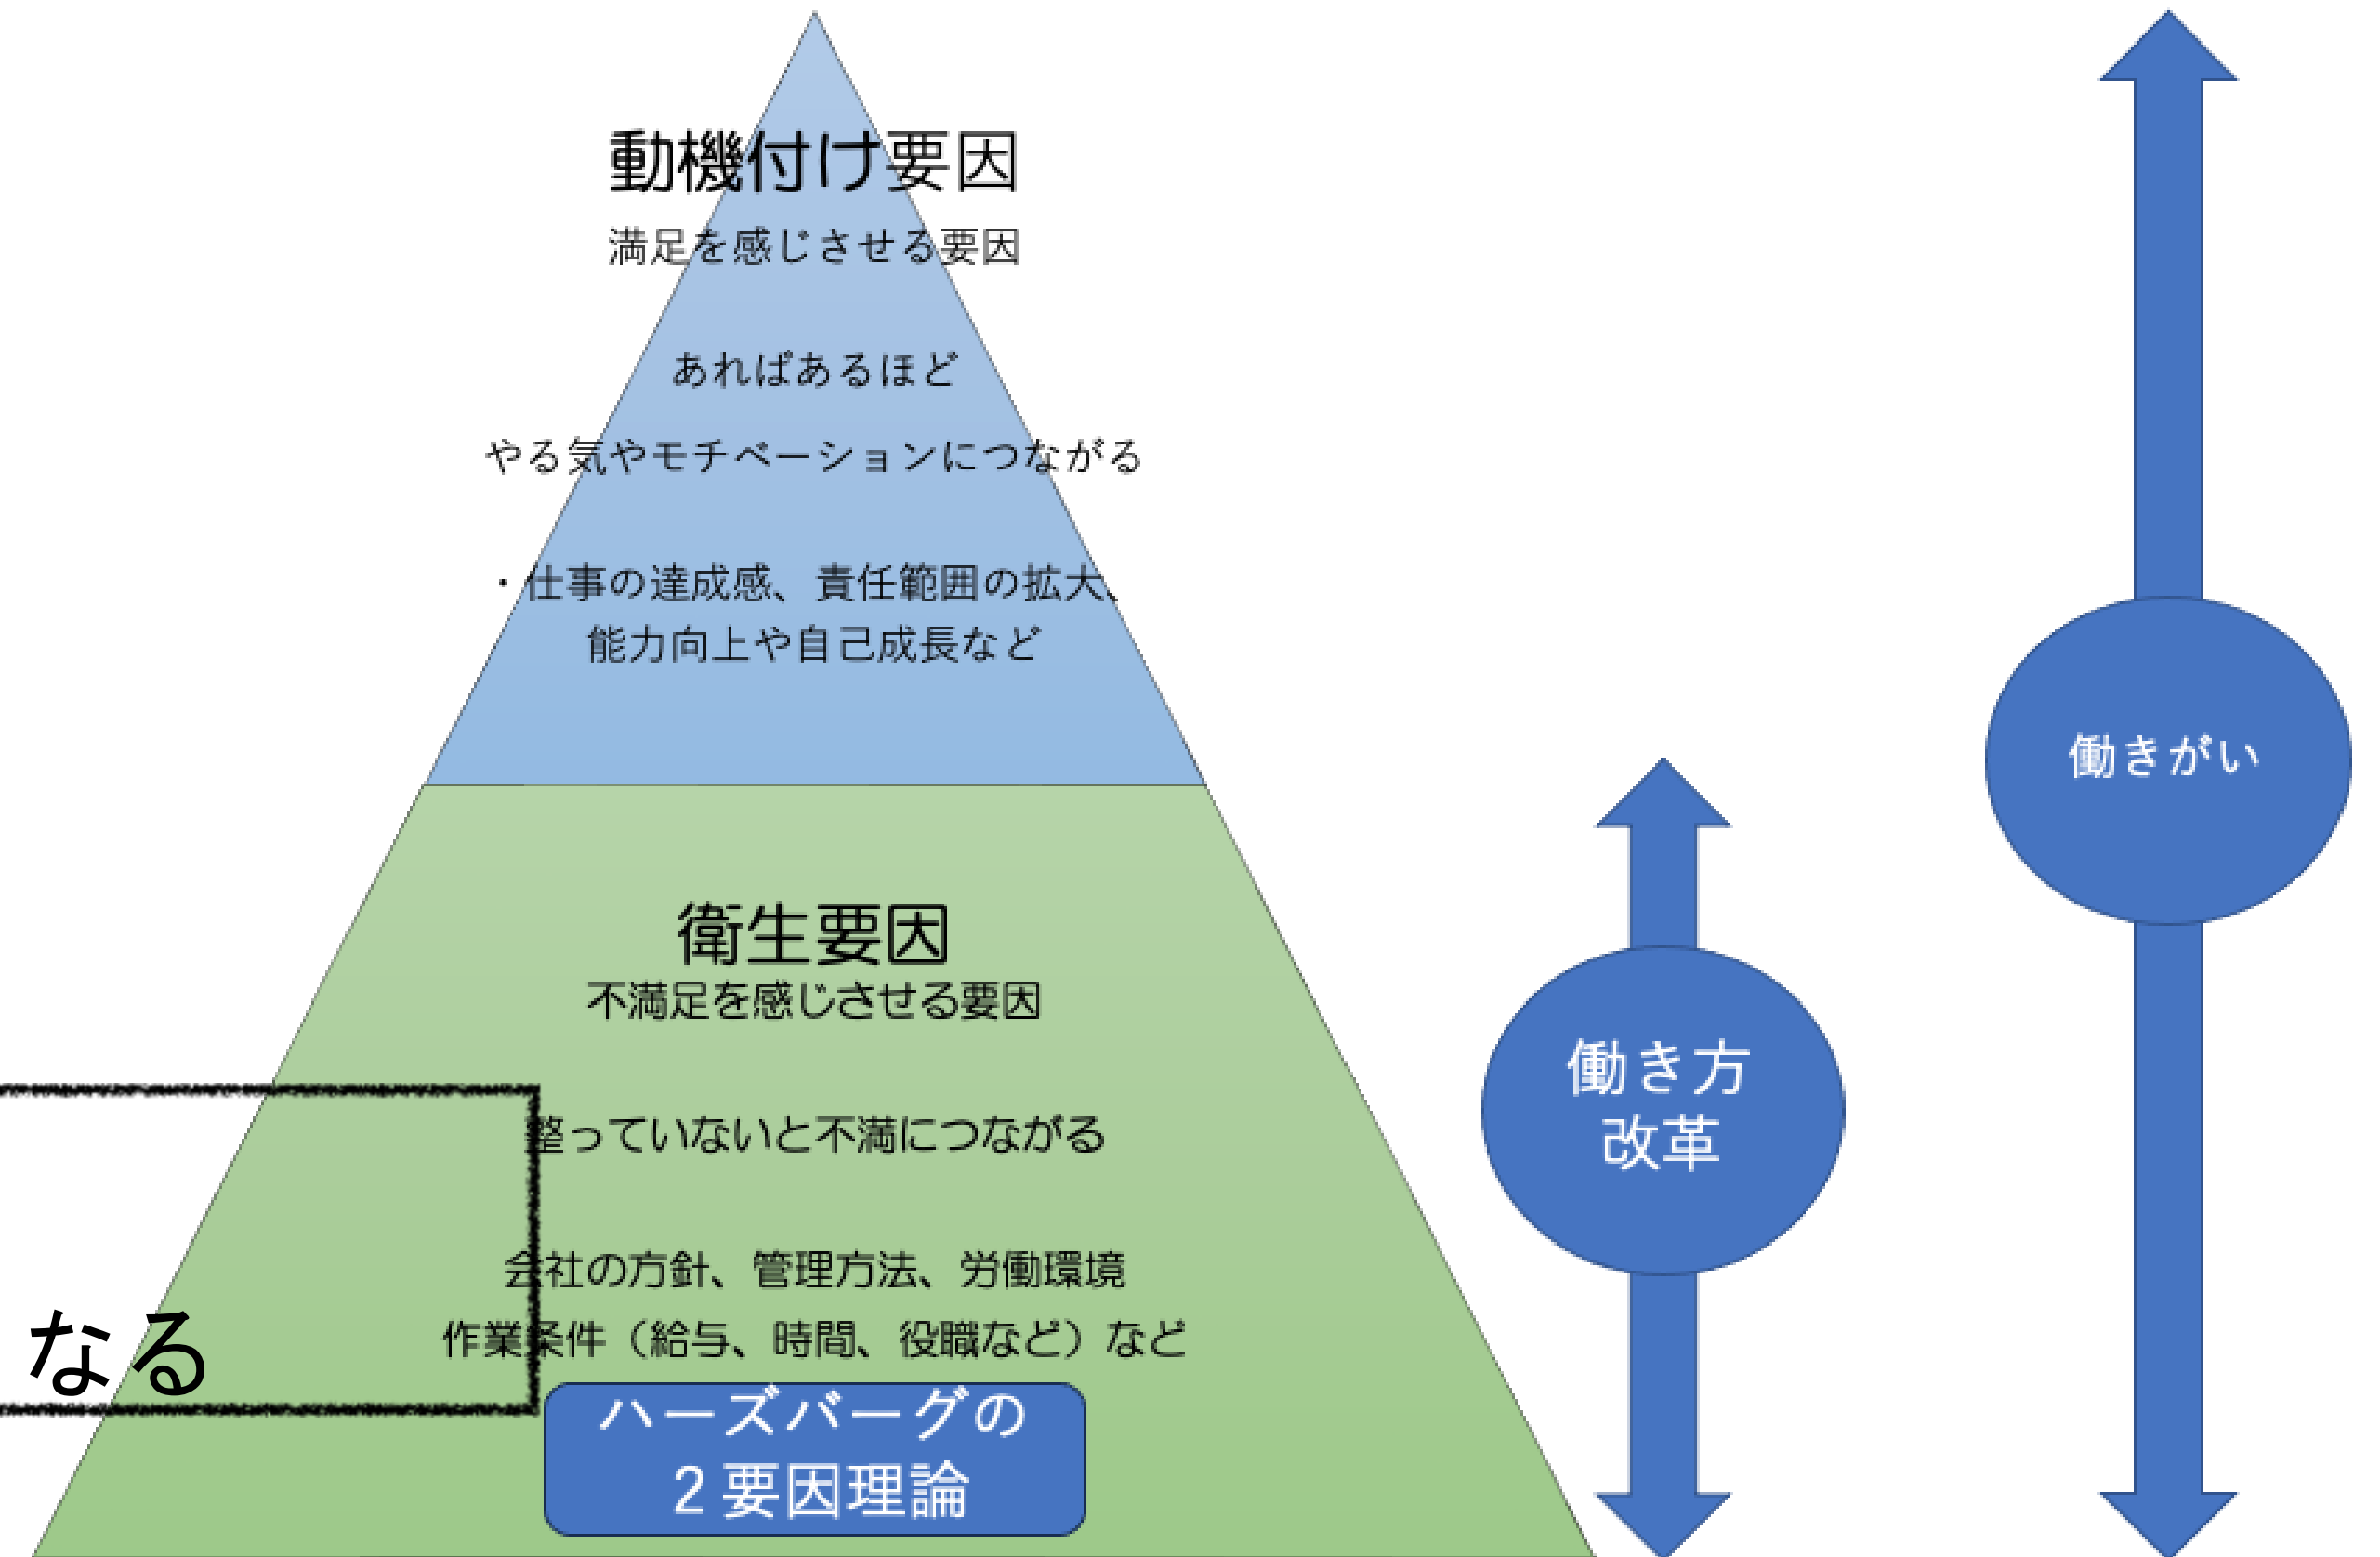 動機付け要因
満足を感じさせる要因
あればあるほど
やる気やモチベーションにつながる
・仕事の達成感、責任範囲の拡大、
能力向上や自己成長など
衛生要因
不満足を感じさせる要因
整っていないと不満につながる
会社の方針、管理方法、労働環境
作業条件（給与、時間、役職など）など
なる
ハーズバーグの
２要因理論
働き方
改革
働きがい